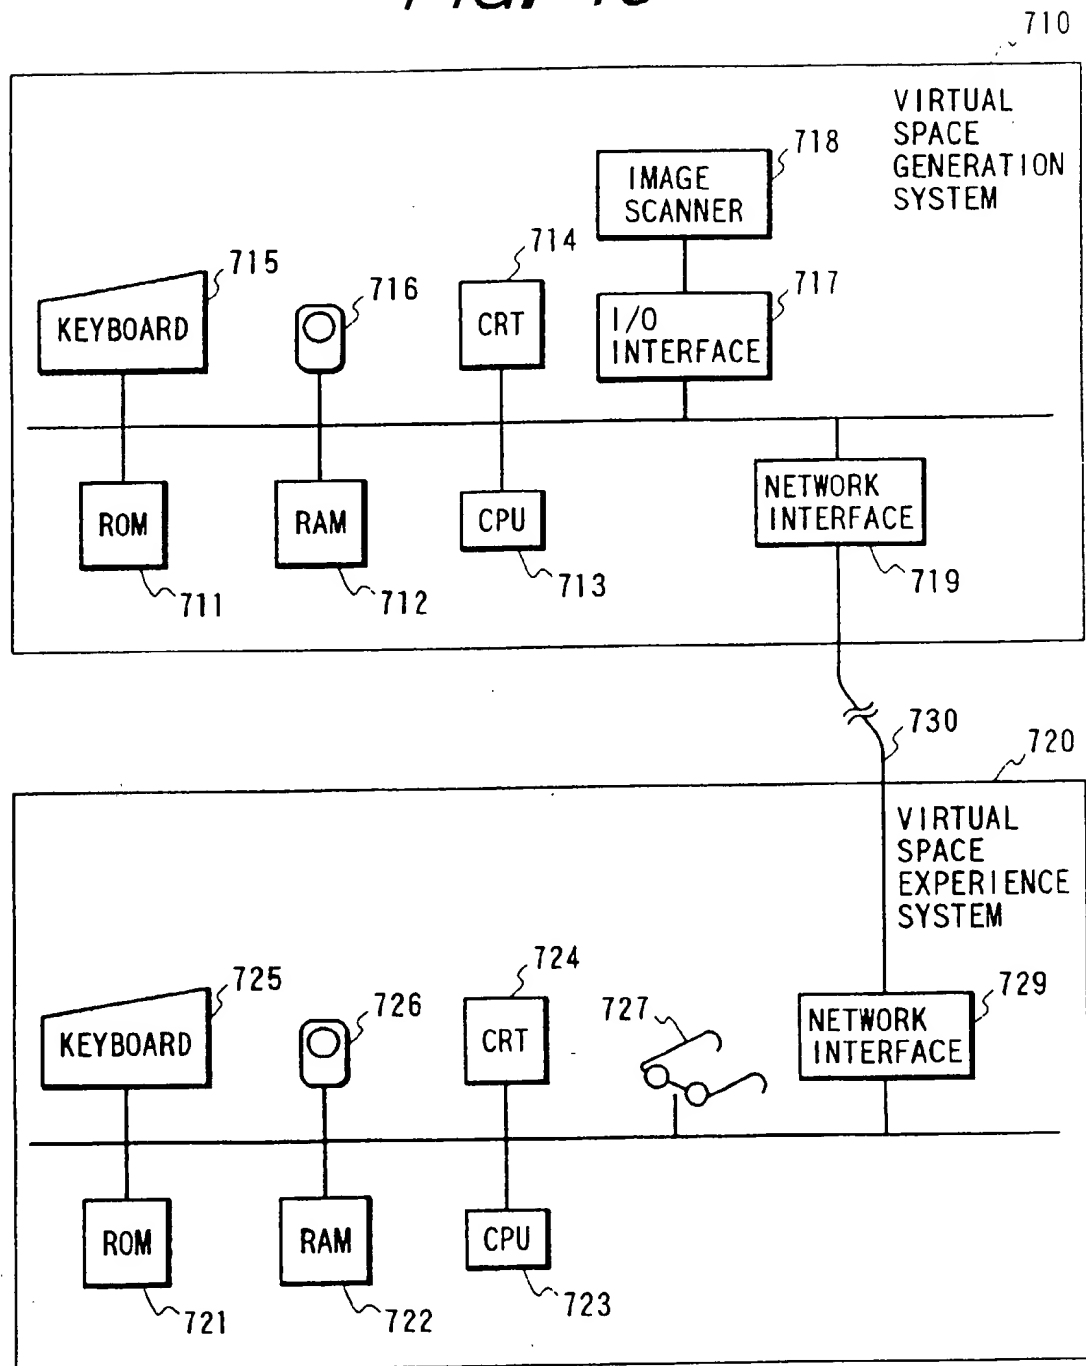 710
VIRTUAL
SPACE
GENERATION
SYSTEM
718
IMAGE
SCANNER
715
KEYBOARD
716
714
CRT
717
I/O
INTERFACE
ROM
711
RAM
712
CPU
713
NETWORK
INTERFACE
719
730
720
VIRTUAL
SPACE
EXPERIENCE
SYSTEM
725
KEYBOARD
726
724
CRT
727
729
NETWORK
INTERFACE
ROM
721
RAM
722
CPU
723